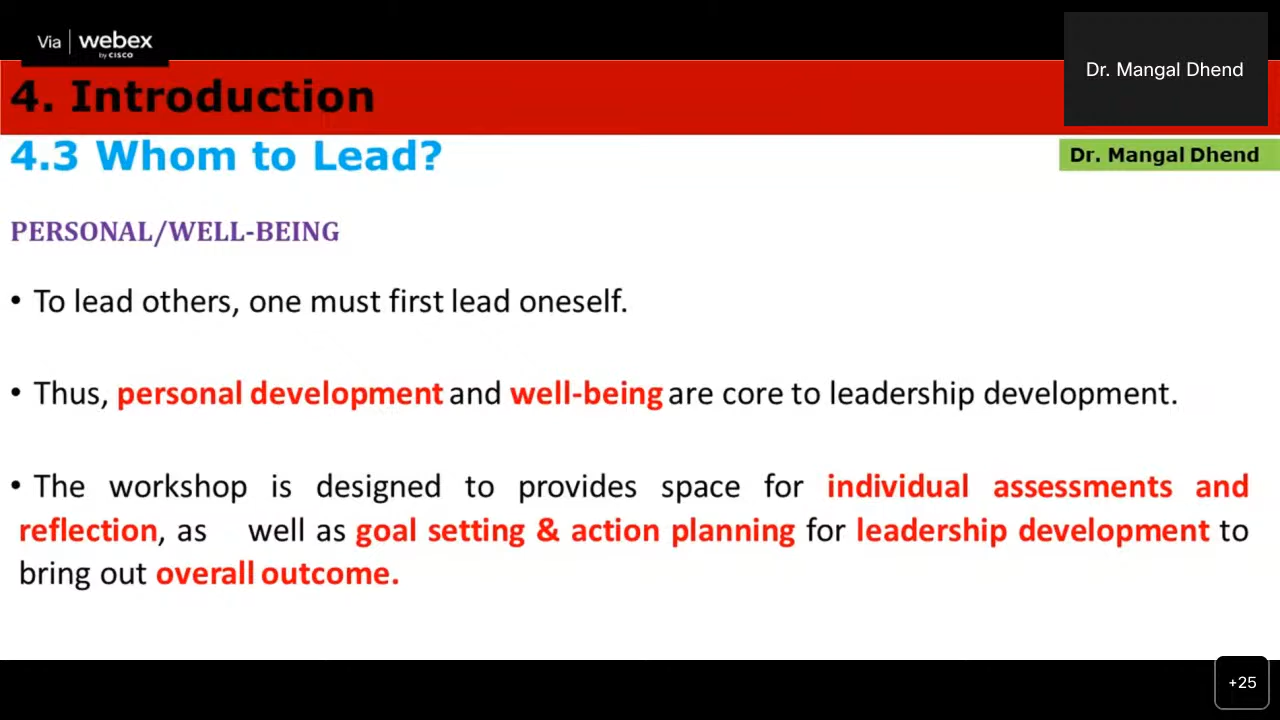 Via webex
by CISCO
Dr. Mangal Dhend
4. Introduction
4.3 Whom to Lead?
Dr. Mangal Dhend
PERSONAL/WELL-BEING
• To lead others, one must first lead oneself.
• Thus, personal development and well-being are core to leadership development.
• The workshop is designed to provides space for individual assessments and
reflection, as well as goal setting & action planning for leadership development to
bring out overall outcome.
+25